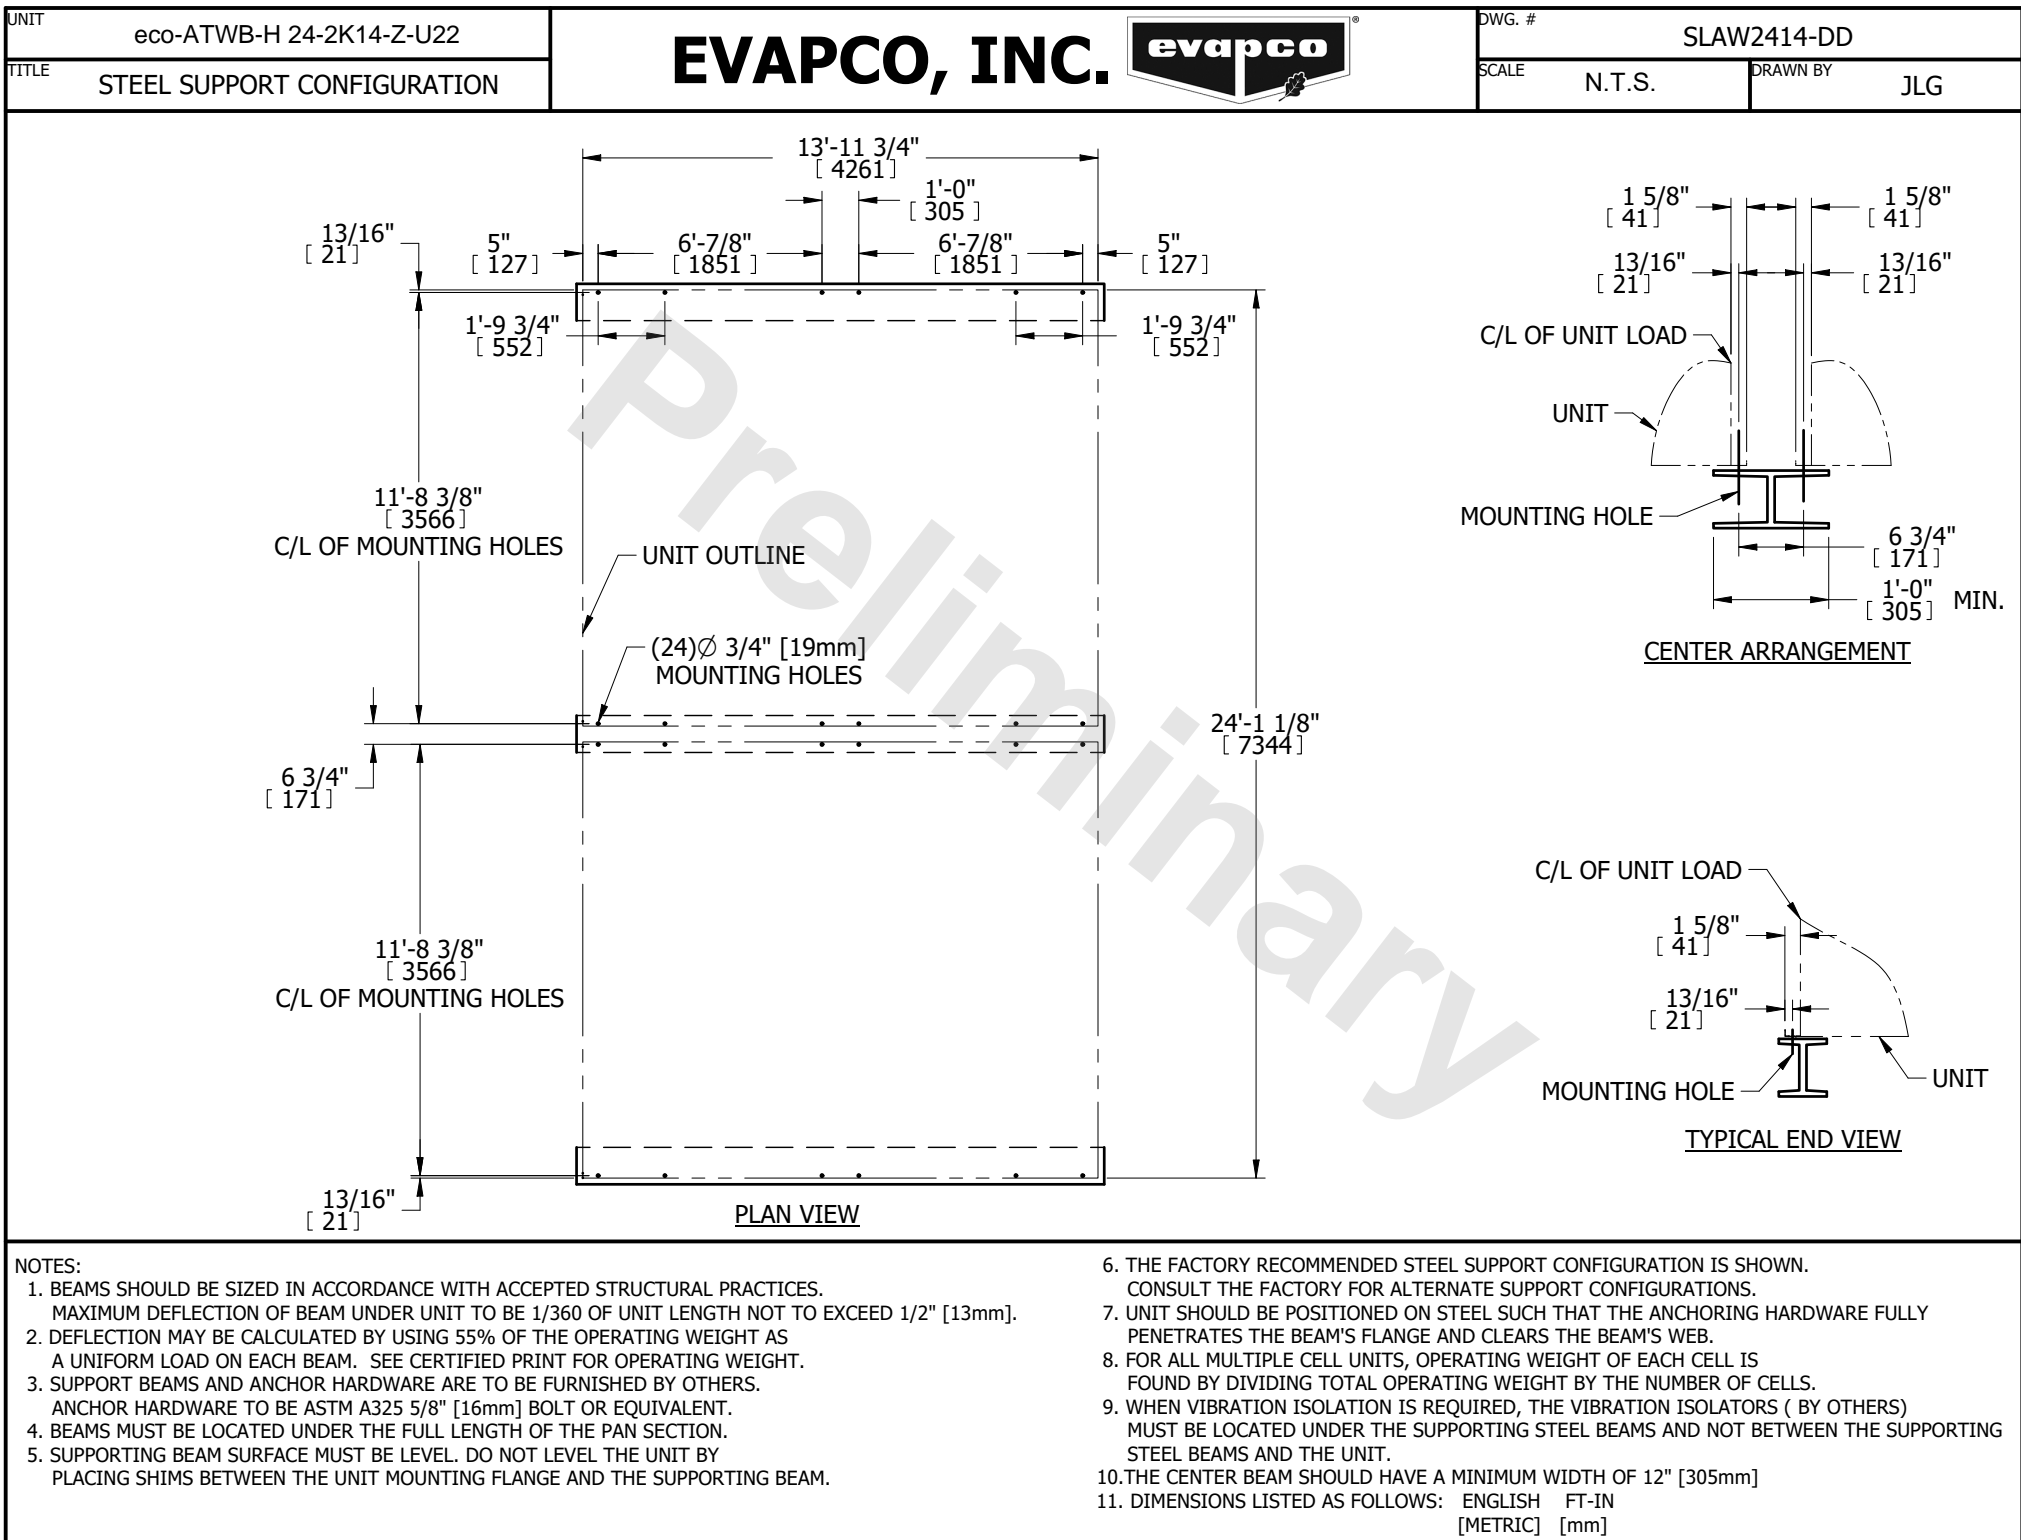 UNIT
eco-ATWB-H 24-2K14-Z-U22
TITLE
STEEL SUPPORT CONFIGURATION
EVAPCO, INC.
evapco
®
DWG. #
SLAW2414-DD
SCALE
N.T.S.
DRAWN BY
JLG
13'-11 3/4"
[ 4261]
1'-0"
[ 305 ]
13/16"
[ 21]
5"
[ 127]
6'-7/8"
[ 1851 ]
6'-7/8"
[ 1851 ]
5"
[ 127]
1'-9 3/4"
[ 552]
1'-9 3/4"
[ 552]
11'-8 3/8"
[ 3566]
C/L OF MOUNTING HOLES
UNIT OUTLINE
(24)Ø 3/4" [19mm]
MOUNTING HOLES
6 3/4"
[ 171]
24'-1 1/8"
[ 7344]
11'-8 3/8"
[ 3566]
C/L OF MOUNTING HOLES
13/16"
[ 21]
PLAN VIEW
Preliminary
1 5/8"
[ 41]
1 5/8"
[ 41]
13/16"
[ 21]
13/16"
[ 21]
C/L OF UNIT LOAD
UNIT
MOUNTING HOLE
6 3/4"
[ 171]
1'-0"
[ 305] MIN.
CENTER ARRANGEMENT
C/L OF UNIT LOAD
1 5/8"
[ 41]
13/16"
[ 21]
MOUNTING HOLE
UNIT
TYPICAL END VIEW
NOTES:
1. BEAMS SHOULD BE SIZED IN ACCORDANCE WITH ACCEPTED STRUCTURAL PRACTICES.
MAXIMUM DEFLECTION OF BEAM UNDER UNIT TO BE 1/360 OF UNIT LENGTH NOT TO EXCEED 1/2" [13mm].
2. DEFLECTION MAY BE CALCULATED BY USING 55% OF THE OPERATING WEIGHT AS
A UNIFORM LOAD ON EACH BEAM. SEE CERTIFIED PRINT FOR OPERATING WEIGHT.
3. SUPPORT BEAMS AND ANCHOR HARDWARE ARE TO BE FURNISHED BY OTHERS.
ANCHOR HARDWARE TO BE ASTM A325 5/8" [16mm] BOLT OR EQUIVALENT.
4. BEAMS MUST BE LOCATED UNDER THE FULL LENGTH OF THE PAN SECTION.
5. SUPPORTING BEAM SURFACE MUST BE LEVEL. DO NOT LEVEL THE UNIT BY
PLACING SHIMS BETWEEN THE UNIT MOUNTING FLANGE AND THE SUPPORTING BEAM.
6. THE FACTORY RECOMMENDED STEEL SUPPORT CONFIGURATION IS SHOWN.
CONSULT THE FACTORY FOR ALTERNATE SUPPORT CONFIGURATIONS.
7. UNIT SHOULD BE POSITIONED ON STEEL SUCH THAT THE ANCHORING HARDWARE FULLY
PENETRATES THE BEAM'S FLANGE AND CLEARS THE BEAM'S WEB.
8. FOR ALL MULTIPLE CELL UNITS, OPERATING WEIGHT OF EACH CELL IS
FOUND BY DIVIDING TOTAL OPERATING WEIGHT BY THE NUMBER OF CELLS.
9. WHEN VIBRATION ISOLATION IS REQUIRED, THE VIBRATION ISOLATORS ( BY OTHERS)
MUST BE LOCATED UNDER THE SUPPORTING STEEL BEAMS AND NOT BETWEEN THE SUPPORTING
STEEL BEAMS AND THE UNIT.
10.THE CENTER BEAM SHOULD HAVE A MINIMUM WIDTH OF 12" [305mm]
11. DIMENSIONS LISTED AS FOLLOWS: ENGLISH FT-IN
[METRIC] [mm]